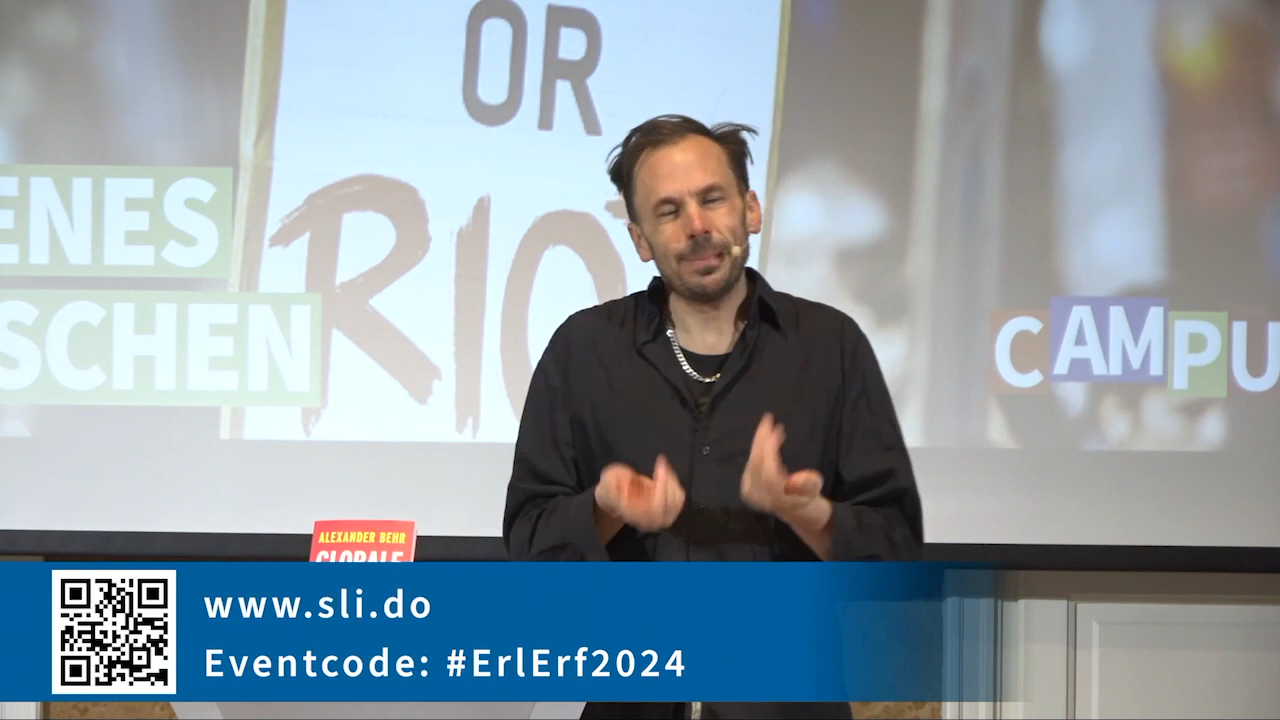 OR
RIO
ENES
SCHEN
CAMPU
ALEXANDER BEHR
GLOBALE
www.sli.do
Eventcode: #ErlErf2024